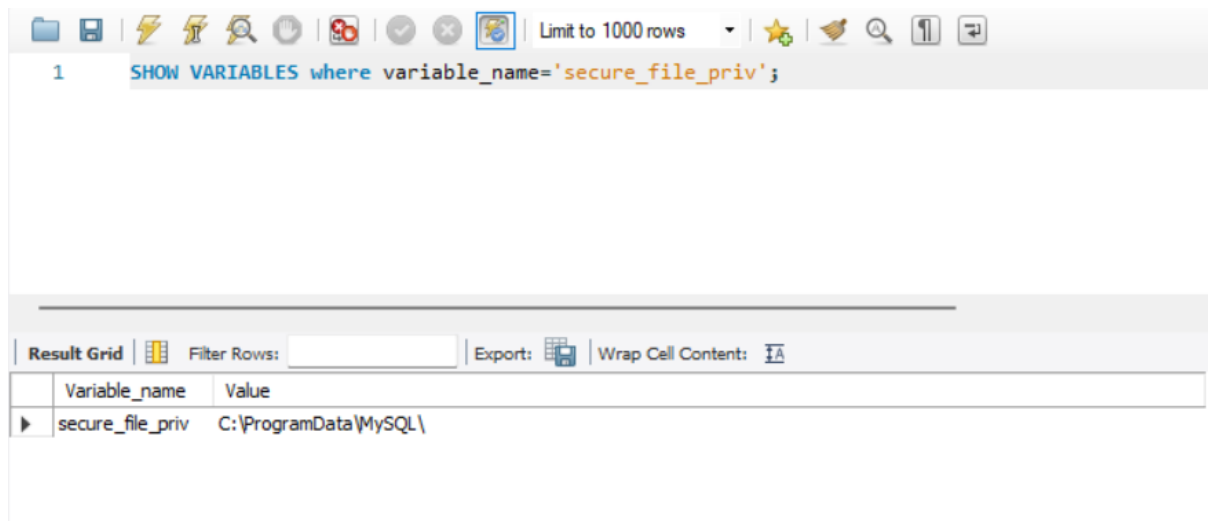 Limit to 1000 rows
1 SHOW VARIABLES where variable_name='secure_file_priv';
Result Grid Filter Rows: Export: Wrap Cell Content: IA
Variable_name Value
secure_file_priv C:\ProgramData\MySQL\